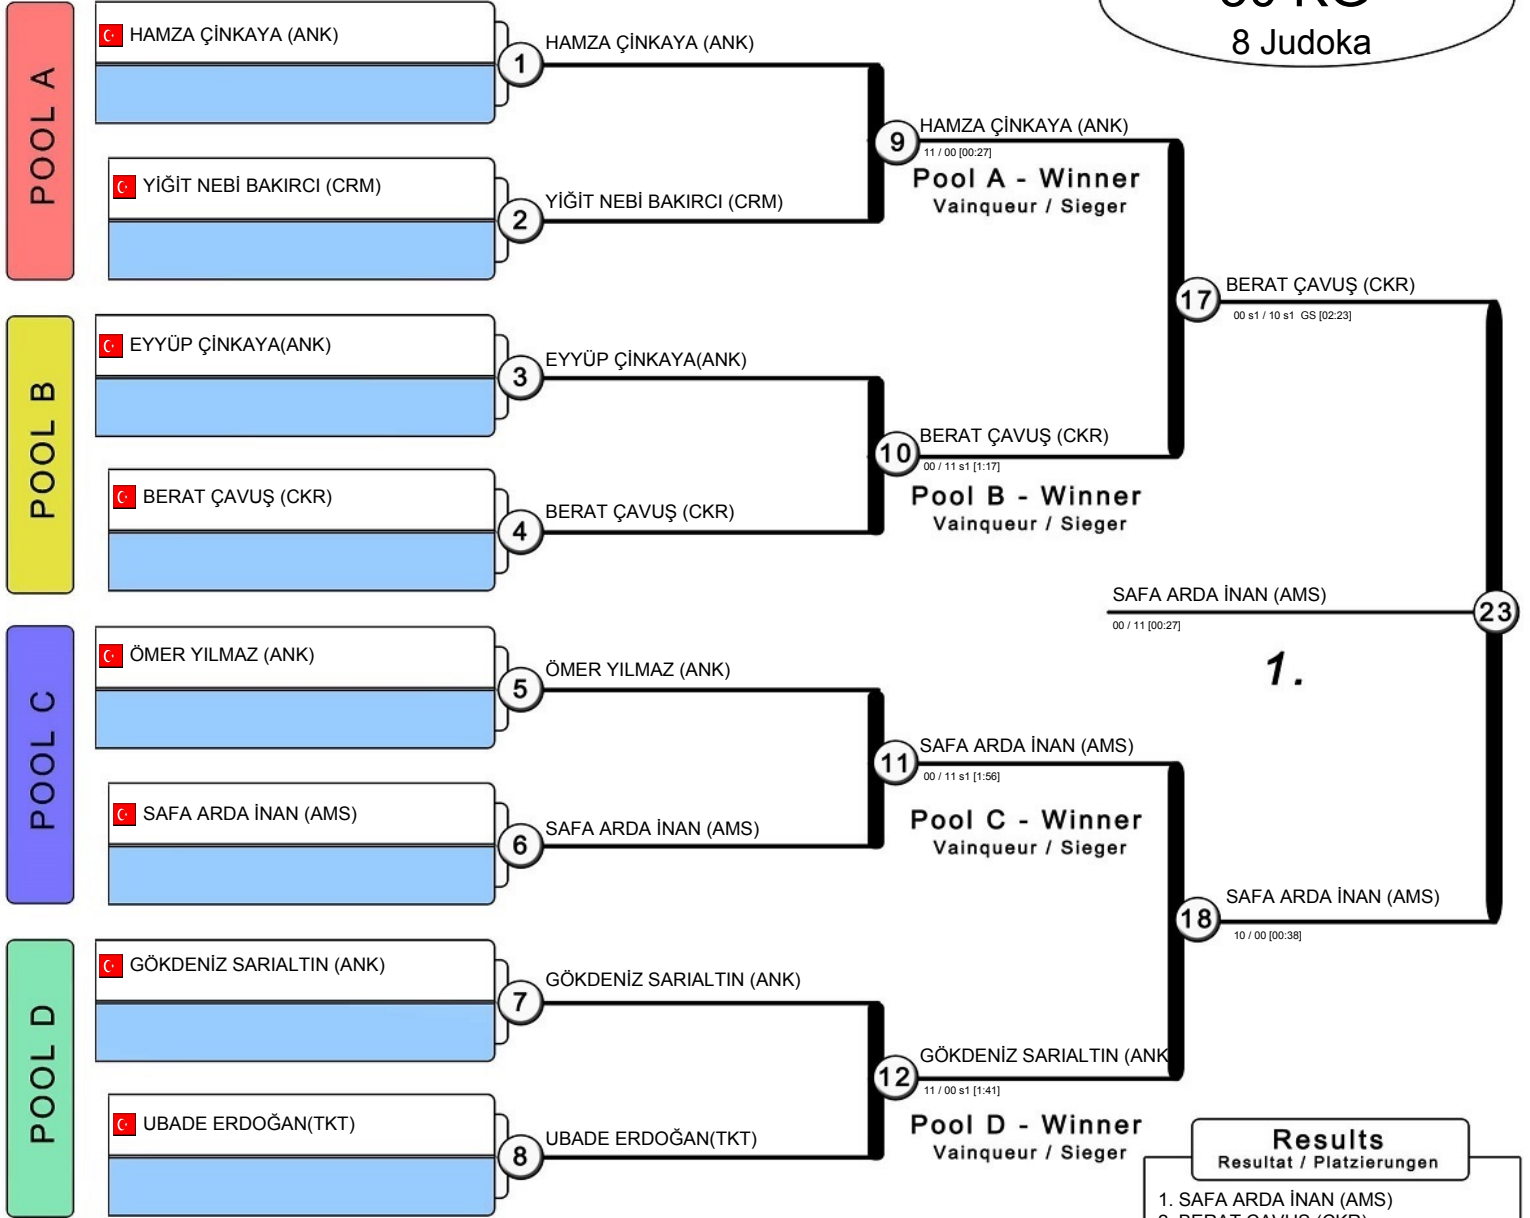 KG
8 Judoka
POOL A
HAMZA ÇİNKAYA (ANK)
1
HAMZA ÇİNKAYA (ANK)
YİĞİT NEBİ BAKIRCI (CRM)
2
YİĞİT NEBİ BAKIRCI (CRM)
9
HAMZA ÇİNKAYA (ANK)
11 / 00 [00:27]
Pool A - Winner
Vainqueur / Sieger
POOL B
EYYÜP ÇİNKAYA(ANK)
3
EYYÜP ÇİNKAYA(ANK)
BERAT ÇAVUŞ (CKR)
4
BERAT ÇAVUŞ (CKR)
10
BERAT ÇAVUŞ (CKR)
00 / 11 s1 [1:17]
Pool B - Winner
Vainqueur / Sieger
17
BERAT ÇAVUŞ (CKR)
00 s1 / 10 s1 GS [02:23]
SAFA ARDA İNAN (AMS)
23
00 / 11 [00:27]
1.
POOL C
ÖMER YILMAZ (ANK)
5
ÖMER YILMAZ (ANK)
SAFA ARDA İNAN (AMS)
6
SAFA ARDA İNAN (AMS)
11
SAFA ARDA İNAN (AMS)
00 / 11 s1 [1:56]
Pool C - Winner
Vainqueur / Sieger
18
SAFA ARDA İNAN (AMS)
10 / 00 [00:38]
POOL D
GÖKDENİZ SARIALTIN (ANK)
7
GÖKDENİZ SARIALTIN (ANK)
UBADE ERDOĞAN(TKT)
8
UBADE ERDOĞAN(TKT)
12
GÖKDENİZ SARIALTIN (ANK
11 / 00 s1 [1:41]
Pool D - Winner
Vainqueur / Sieger
Results
Resultat / Platzierungen
1. SAFA ARDA İNAN (AMS)
2. BERAT ÇAVUŞ (CKR)